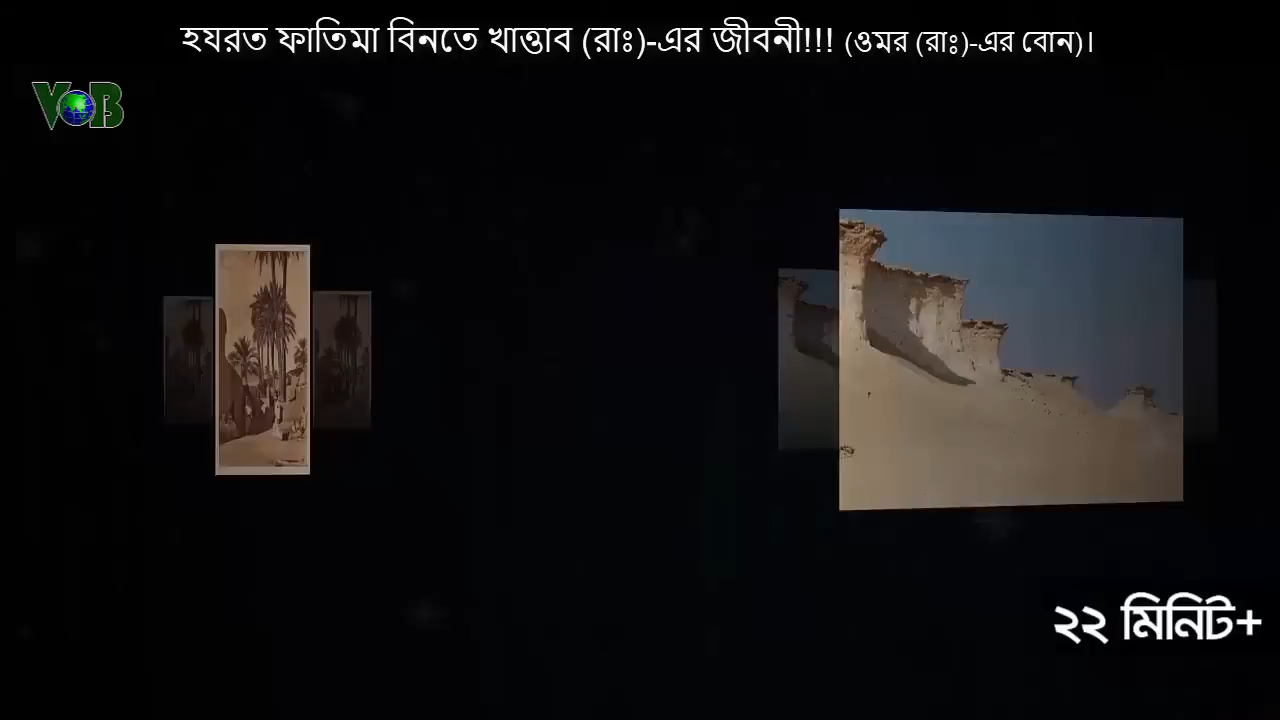 হযরত ফাতিমা বিনতে খাত্তাব (রাঃ)-এর জীবনী!!! (ওমর (রাঃ)-এর বোন)।
VOB
২২ মিনিট+